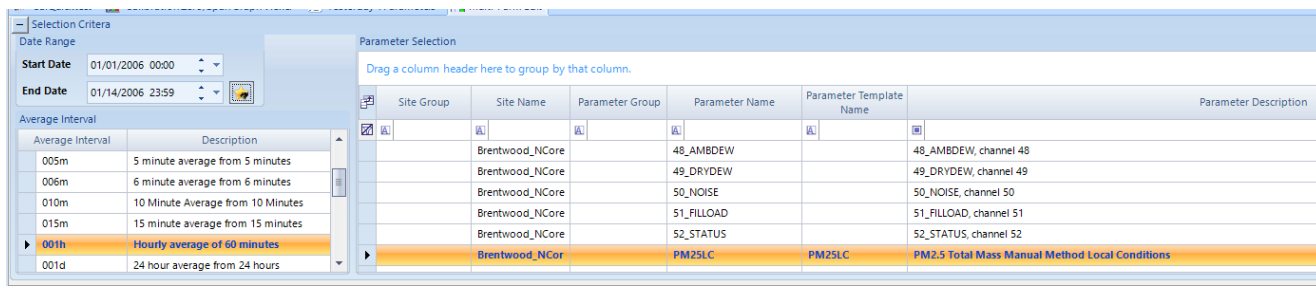 Selection Critera
Date Range
Start Date 01/01/2006 00:00
End Date 01/14/2006 23:59
Average Interval
Average Interval Description
005m 5 minute average from 5 minutes
006m 6 minute average from 6 minutes
010m 10 Minute Average from 10 Minutes
015m 15 minute average from 15 minutes
001h Hourly average of 60 minutes
001d 24 hour average from 24 hours
Parameter Selection
Drag a column header here to group by that column.
Site Group Site Name Parameter Group Parameter Name Parameter Template Name Parameter Description
Brentwood_NCore 48_AMBDEW 48_AMBDEW, channel 48
Brentwood_NCore 49_DRYDEW 49_DRYDEW, channel 49
Brentwood_NCore 50_NOISE 50_NOISE, channel 50
Brentwood_NCore 51_FILLOAD 51_FILLOAD, channel 51
Brentwood_NCore 52_STATUS 52_STATUS, channel 52
Brentwood_NCor PM25LC PM25LC PM2.5 Total Mass Manual Method Local Conditions